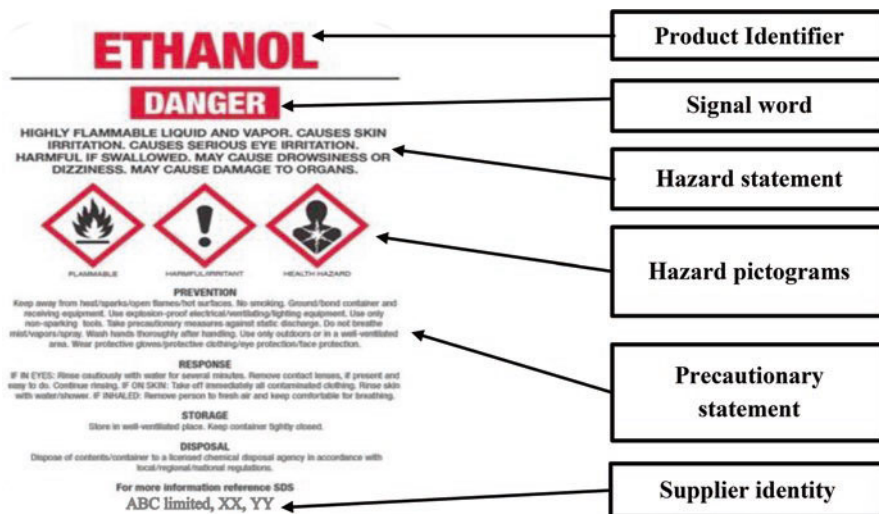 ETHANOL
DANGER
HIGHLY FLAMMABLE LIQUID AND VAPOR. CAUSES SKIN
IRRITATION. CAUSES SERIOUS EYE IRRITATION.
HARMFUL IF SWALLOWED. MAY CAUSE DROWSINESS OR
DIZZINESS. MAY CAUSE DAMAGE TO ORGANS.
FLAMMABLE
HARMFUL/IRRITANT
HEALTH HAZARD
PREVENTION
Keep away from heat/sparks/open flames/hot surfaces. No smoking. Ground/bond container and
receiving equipment. Use explosion-proof electrical/ventilating/lighting equipment. Use only
non-sparking tools. Take precautionary measures against static discharge. Do not breathe
mist/vapors/spray. Wash hands thoroughly after handling. Use only outdoors or in a well-ventilated
area. Wear protective gloves/protective clothing/eye protection/face protection.
RESPONSE
IF IN EYES: Rinse cautiously with water for several minutes. Remove contact lenses, if present and
easy to do. Continue rinsing. IF ON SKIN: Take off immediately all contaminated clothing. Rinse skin
with water/shower. IF INHALED: Remove person to fresh air and keep comfortable for breathing.
STORAGE
Store in well-ventilated place. Keep container tightly closed.
DISPOSAL
Dispose of contents/container to a licensed chemical disposal agency in accordance with
local/regional/national regulations.
For more information reference SDS
ABC limited, XX, YY
Product Identifier
Signal word
Hazard statement
Hazard pictograms
Precautionary
statement
Supplier identity